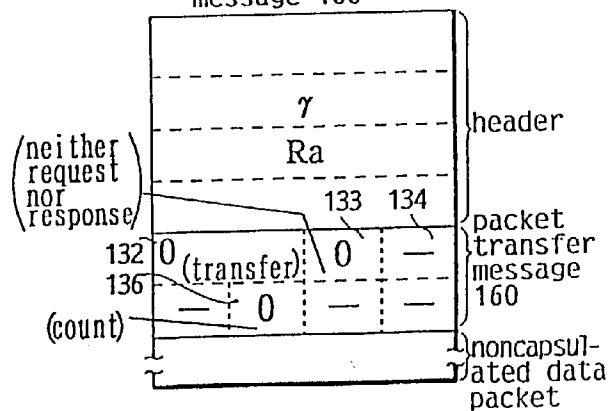 message 160
γ
Ra
header
(neither
request
nor
response)
133
134
132
0
(transfer)
0
—
packet
transfer
message
160
136
—
0
—
—
(count)
noncapsul-
ated data
packet